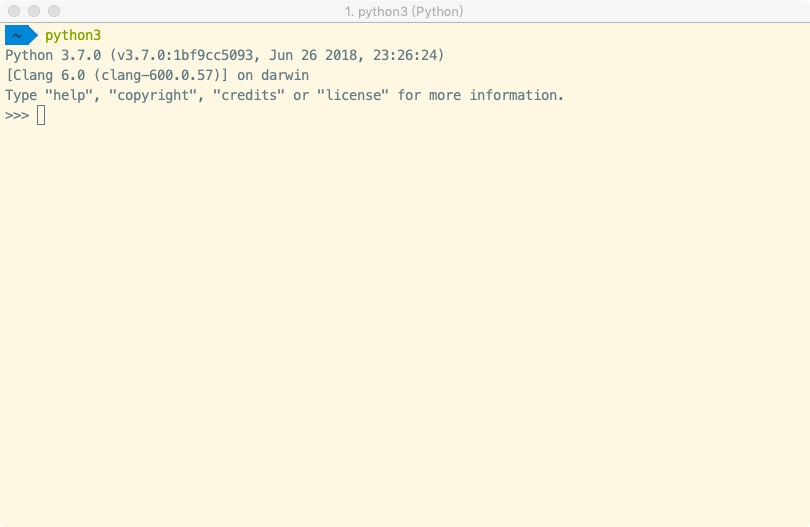 1. python3 (Python)
~ python3
Python 3.7.0 (v3.7.0:1bf9cc5093, Jun 26 2018, 23:26:24)
[Clang 6.0 (clang-600.0.57)] on darwin
Type "help", "copyright", "credits" or "license" for more information.
>>>